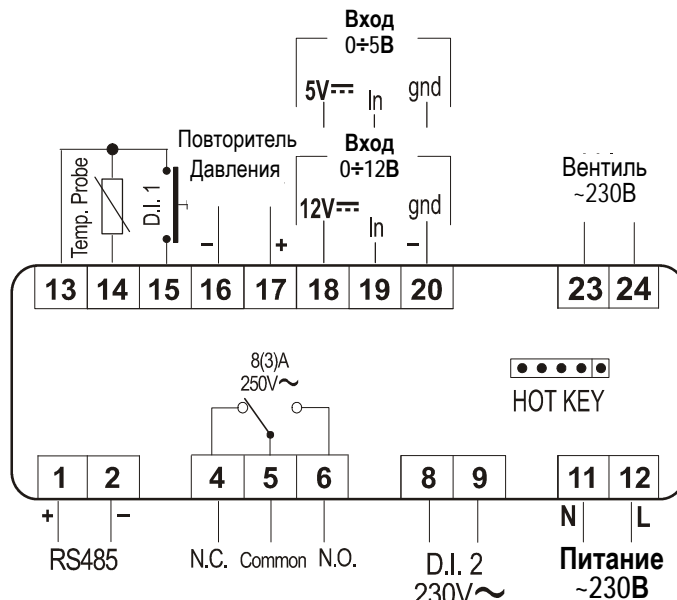 Вход
0÷5В
5V
In
gnd
Повторитель
Давления
Вход
0÷12В
12V
In
gnd
Вентиль
~230В
Temp. Probe
D.I. 1
–
+
–
13 14 15 16 17 18 19 20 23 24
8(3)A
250V~
HOT KEY
1 2 4 5 6 8 9 11 12
+ –
N L
RS485
N.C. Common N.O.
D.I. 2
230V~
Питание
~230В